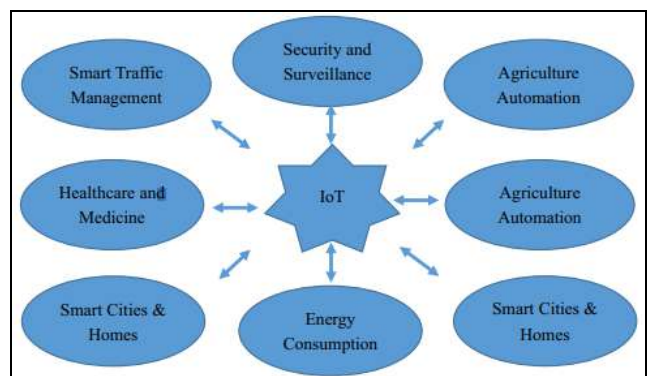 Security and
Surveillance
Smart Traffic
Management
Agriculture
Automation
Healthcare and
Medicine
IoT
Agriculture
Automation
Smart Cities &
Homes
Energy
Consumption
Smart Cities &
Homes